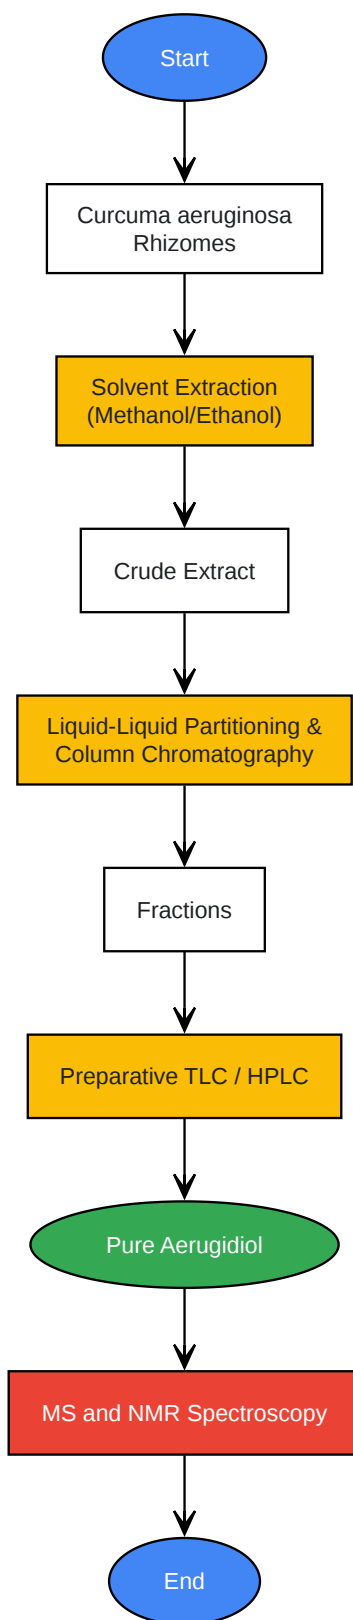 Start
Curcuma aeruginosa
Rhizomes
Solvent Extraction
(Methanol/Ethanol)
Crude Extract
Liquid-Liquid Partitioning &
Column Chromatography
Fractions
Preparative TLC / HPLC
Pure Aerugidiol
MS and NMR Spectroscopy
End